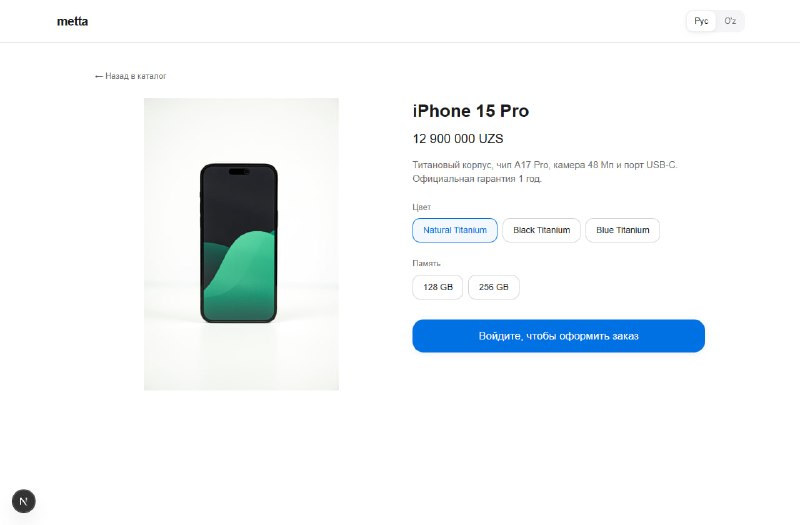 metta
Рус
O'z
← Назад в каталог
iPhone 15 Pro
12 900 000 UZS
Титановый корпус, чип A17 Pro, камера 48 Мп и порт USB-C.
Официальная гарантия 1 год.
Цвет
Natural Titanium
Black Titanium
Blue Titanium
Память
128 GB
256 GB
Войдите, чтобы оформить заказ
N